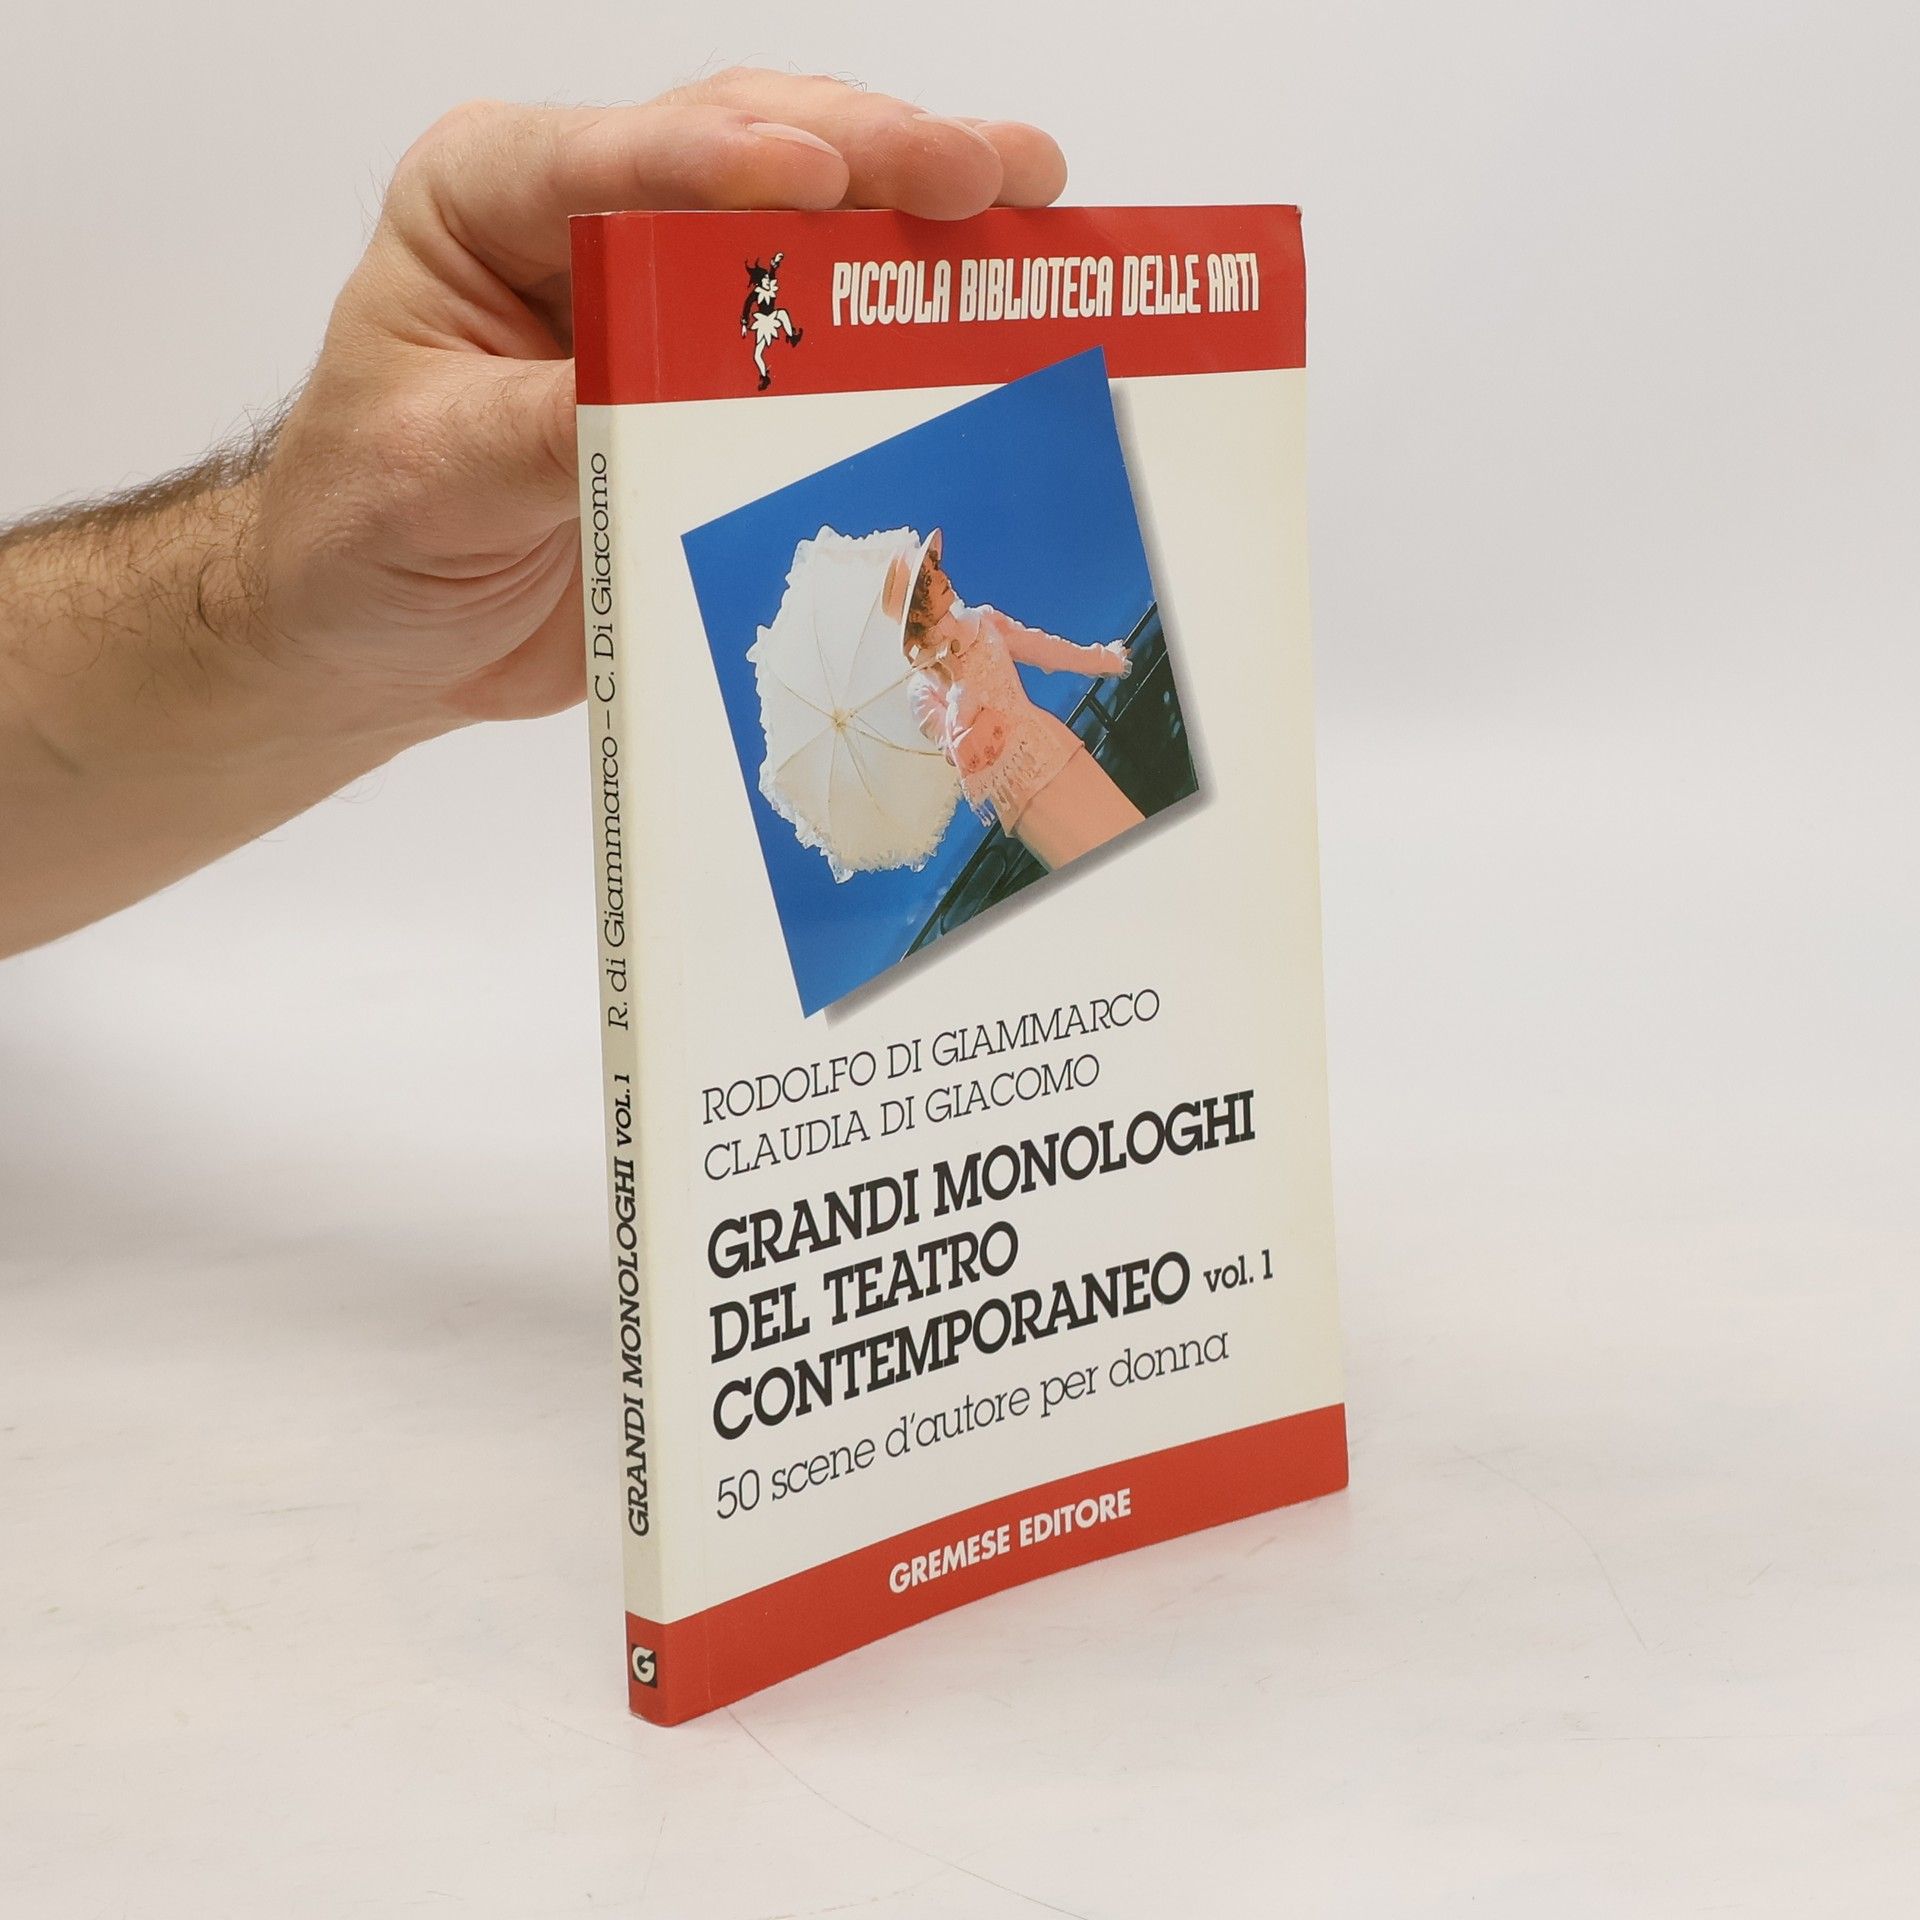 PICCOLA BIBLIOTECA DELLE ARTI
RODOLFO DI GIAMMARCO
CLAUDIA DI GIACOMO
GRANDI MONOLOGHI
DEL TEATRO
CONTEMPORANEO vol. 1
50 scene d'autore per donna
GREMESE EDITORE
GRANDI MONOLOGHI VOL. 1 R. di Giammarco – C. Di Giacomo
G